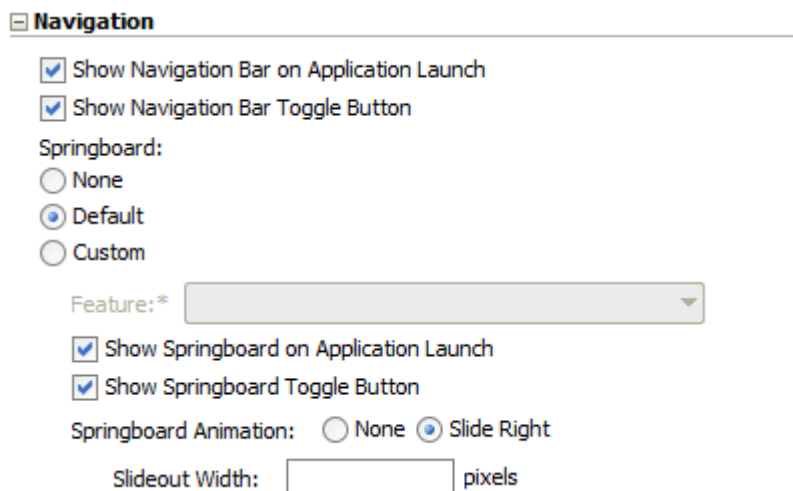 Navigation
Show Navigation Bar on Application Launch
Show Navigation Bar Toggle Button
Springboard:
None
Default
Custom
Feature:*
Show Springboard on Application Launch
Show Springboard Toggle Button
Springboard Animation: None Slide Right
Slideout Width: pixels